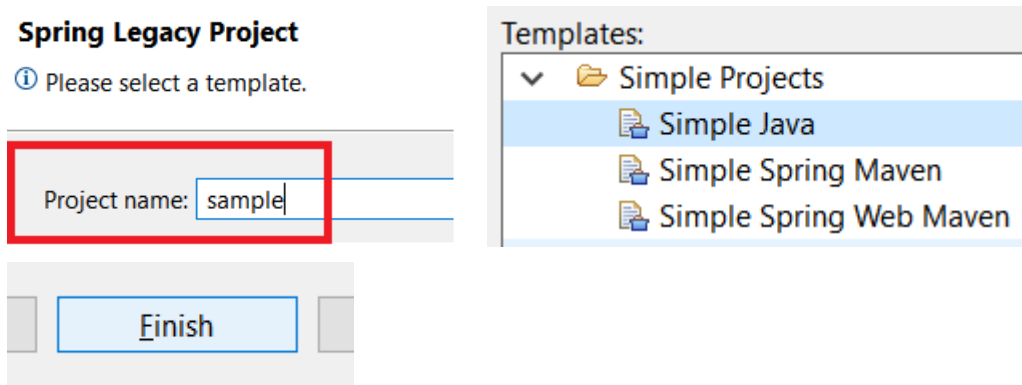 Spring Legacy Project
Please select a template.
Project name: sample
Templates:
Simple Projects
Simple Java
Simple Spring Maven
Simple Spring Web Maven
Finish